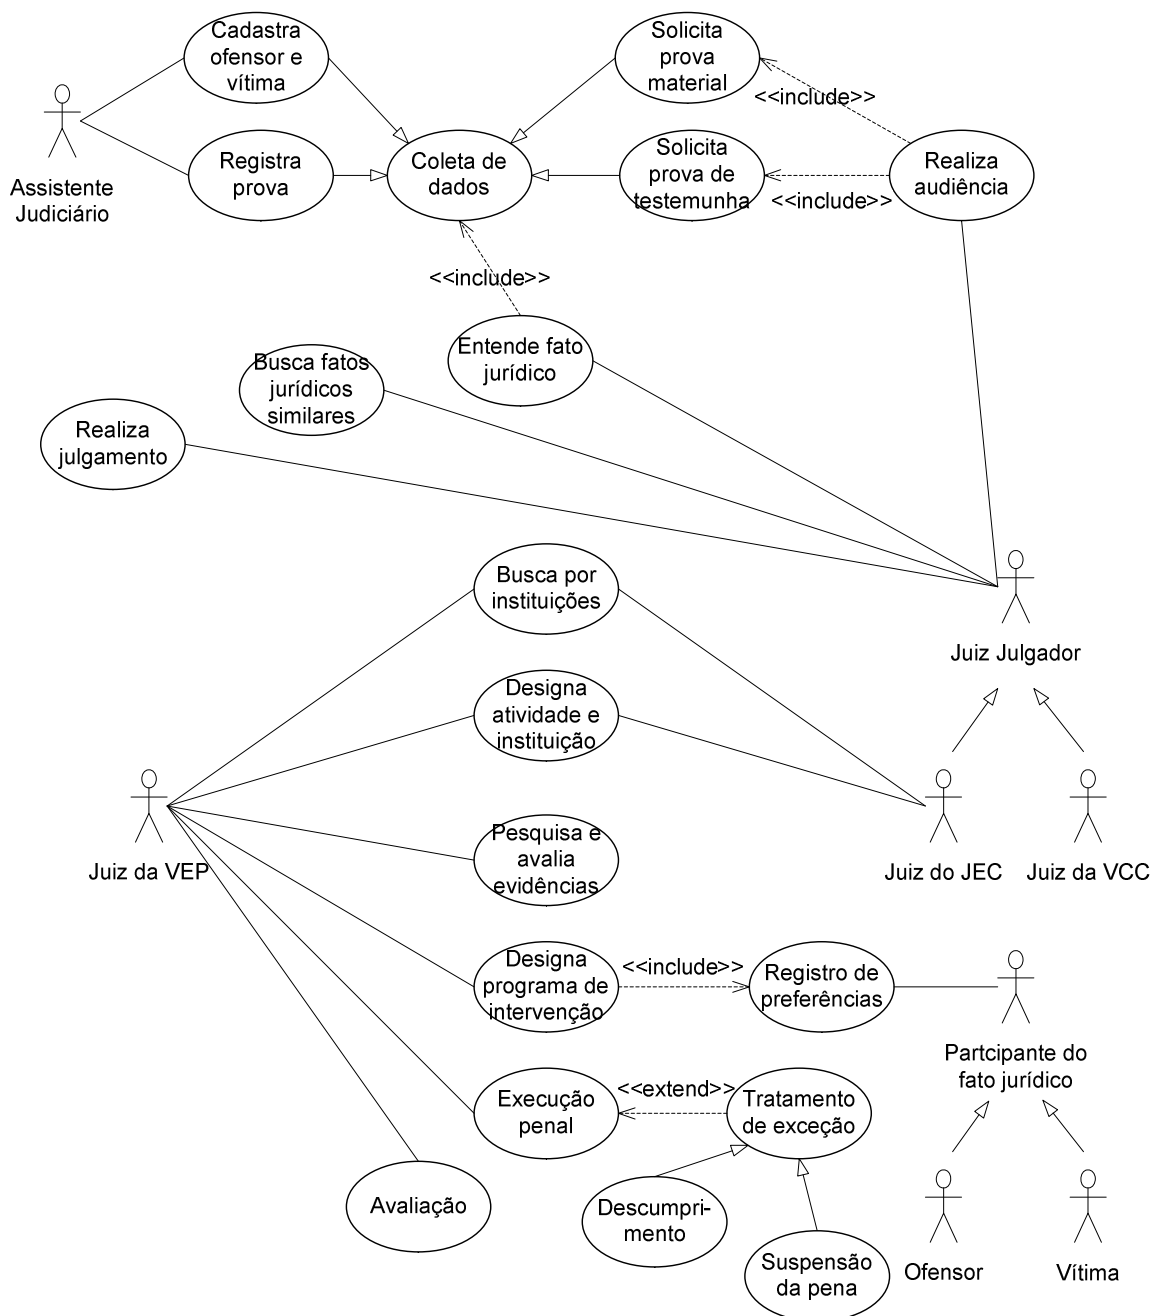 Cadastra
ofensor e
vítima
Solicita
prova
material
<<include>>
Assistente
Judiciário
Registra
prova
Coleta de
dados
Solicita
prova de
testemunha
<<include>>
Realiza
audiência
<<include>>
Entende fato
jurídico
Busca fatos
jurídicos
similares
Realiza
julgamento
Busca por
instituições
Juiz Julgador
Designa
atividade e
instituição
Juiz da VEP
Pesquisa e
avalia
evidências
Juiz do JEC
Juiz da VCC
Designa
programa de
intervenção
<<include>>
Registro de
preferências
Partcipante do
fato jurídico
Execução
penal
<<extend>>
Tratamento
de exceção
Avaliação
Descumpri-
mento
Suspensão
da pena
Ofensor
Vítima